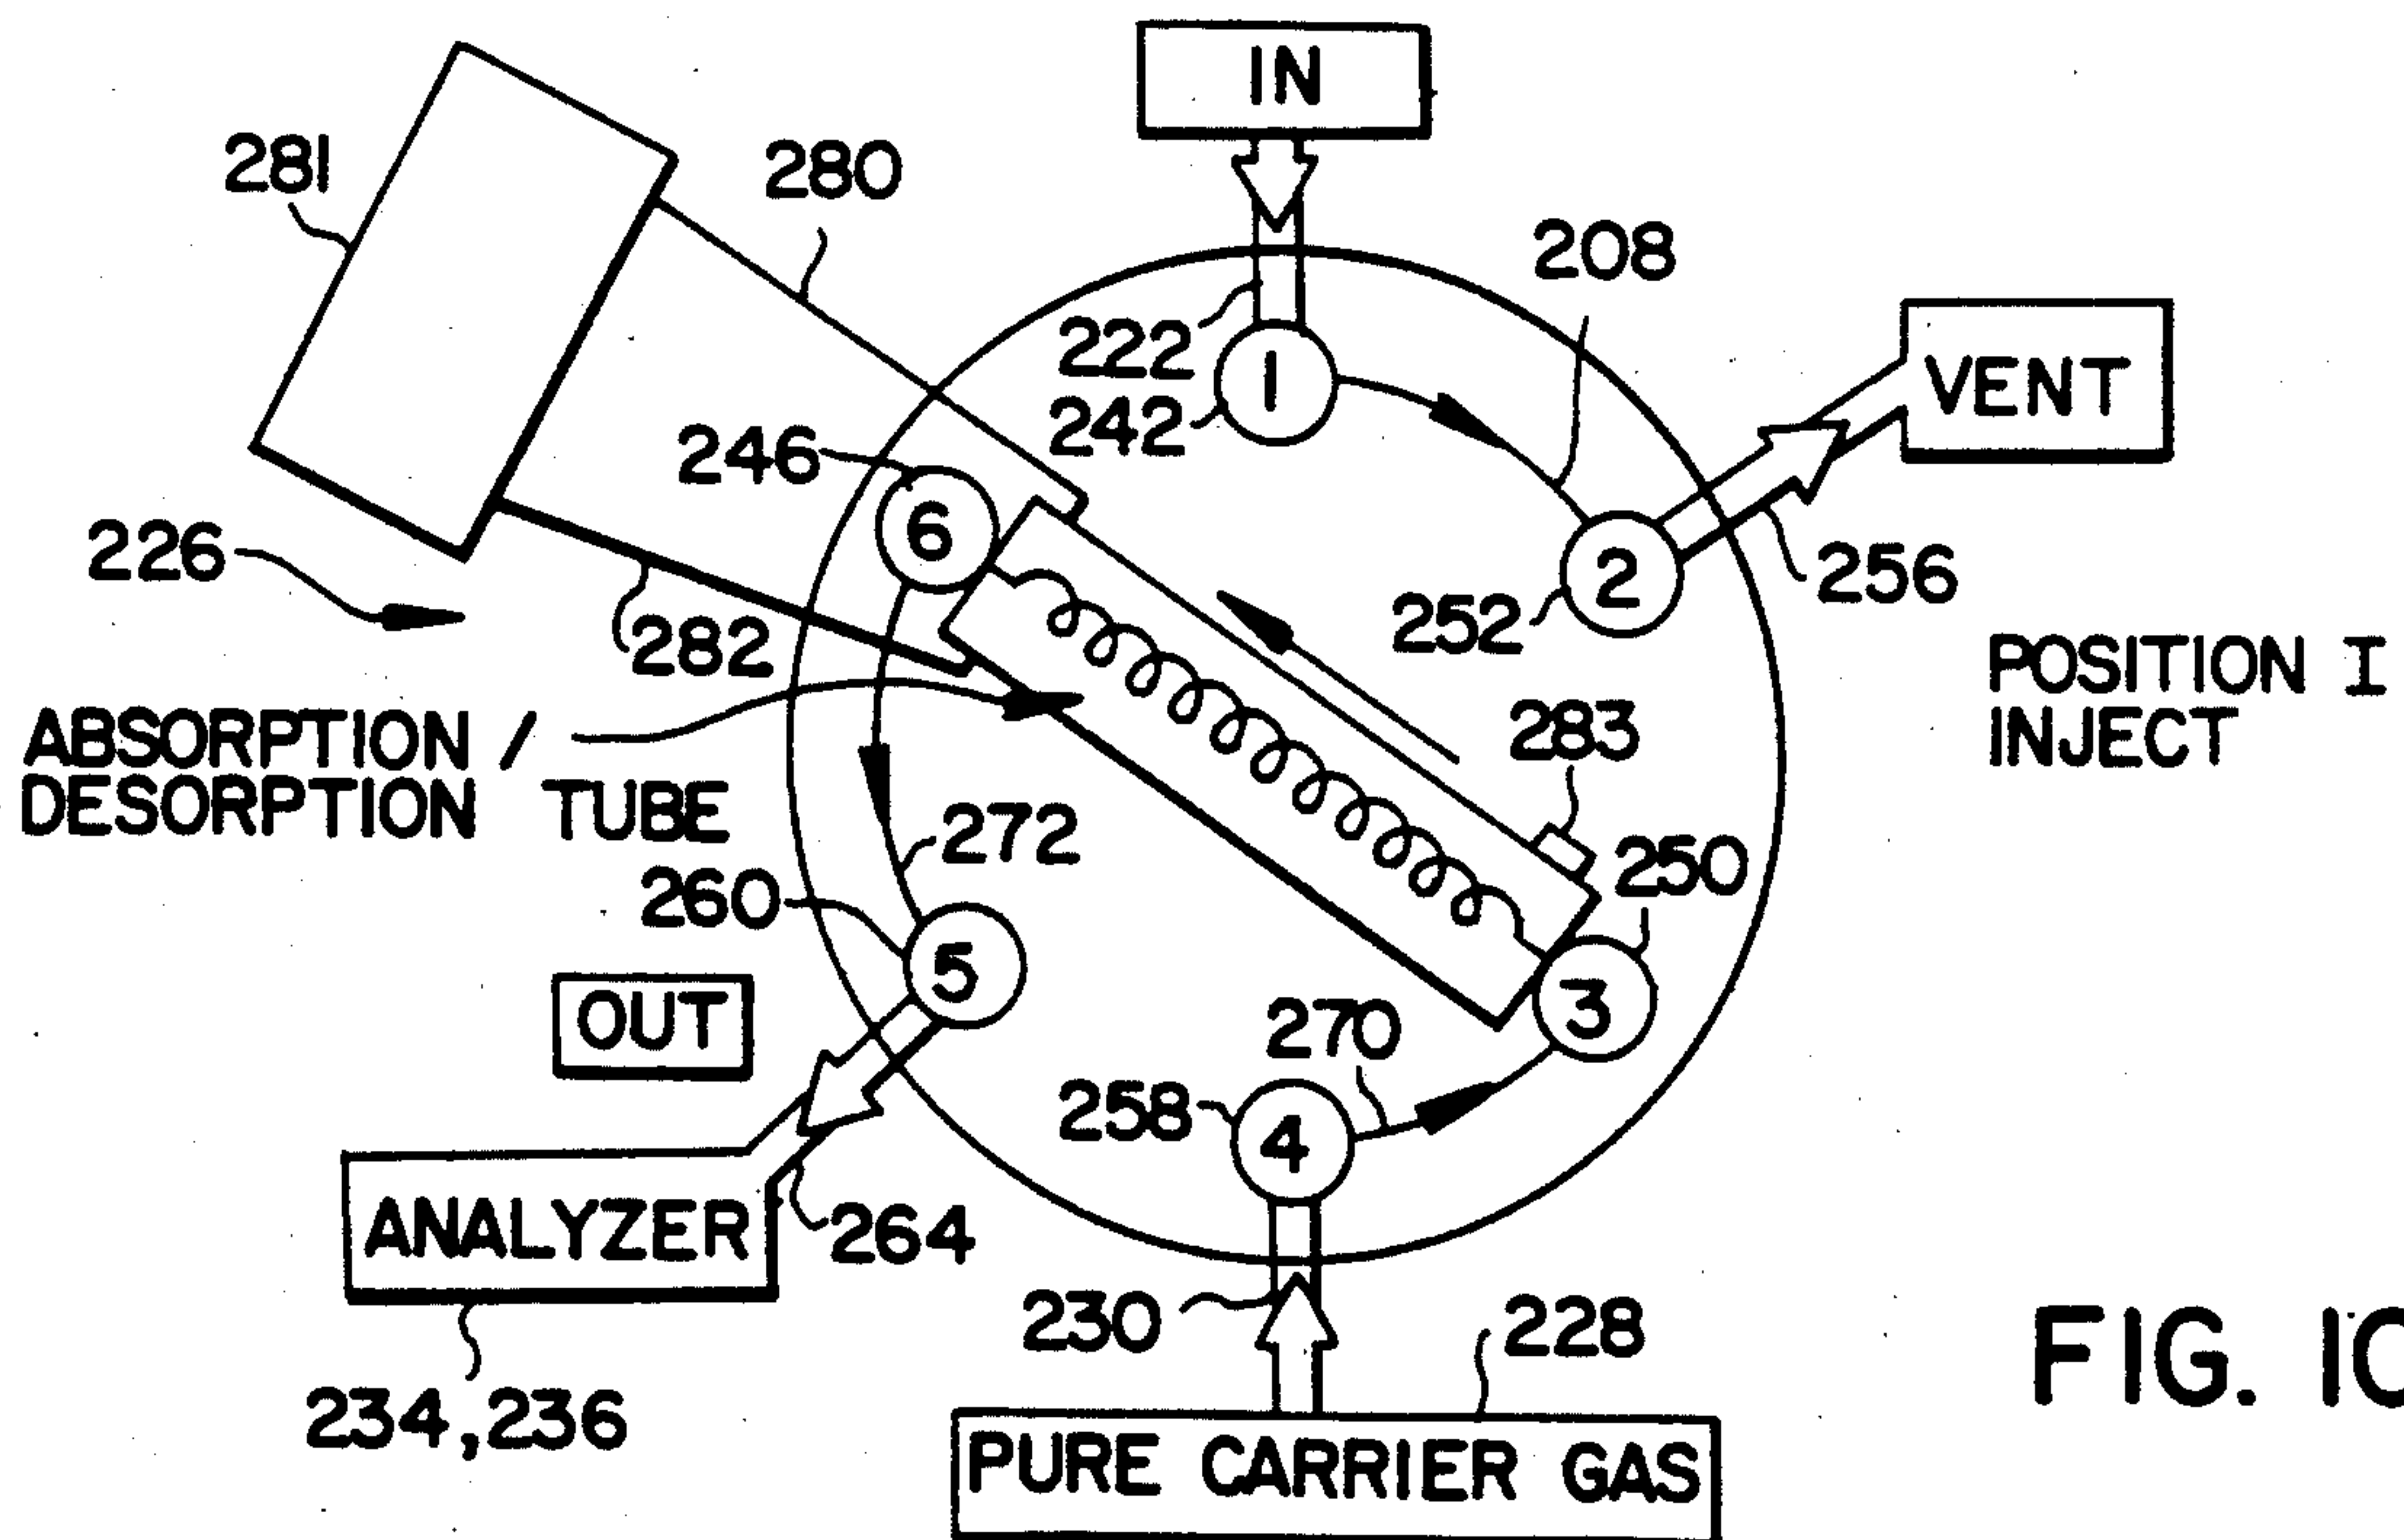 IN
281
280
208
222
242
1
VENT
246
6
226
252
2
256
282
POSITION I
INJECT
283
ABSORPTION /
DESORPTION TUBE
272
250
260
5
3
OUT
270
258
4
ANALYZER
264
230
228
234,236
PURE CARRIER GAS
FIG.